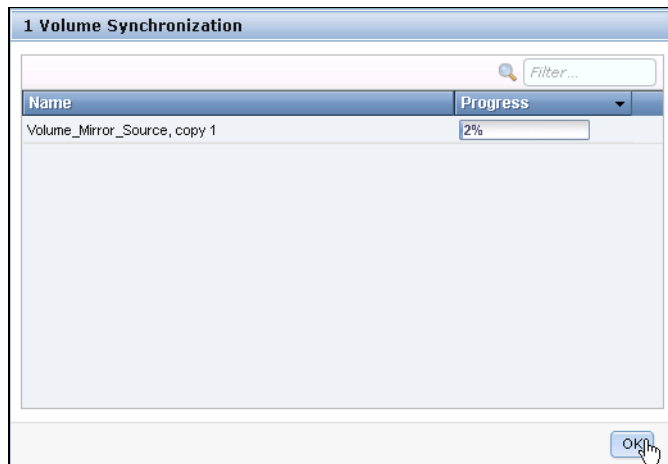 1 Volume Synchronization
Filter...
Name Progress
Volume_Mirror_Source, copy 1 2%
OK